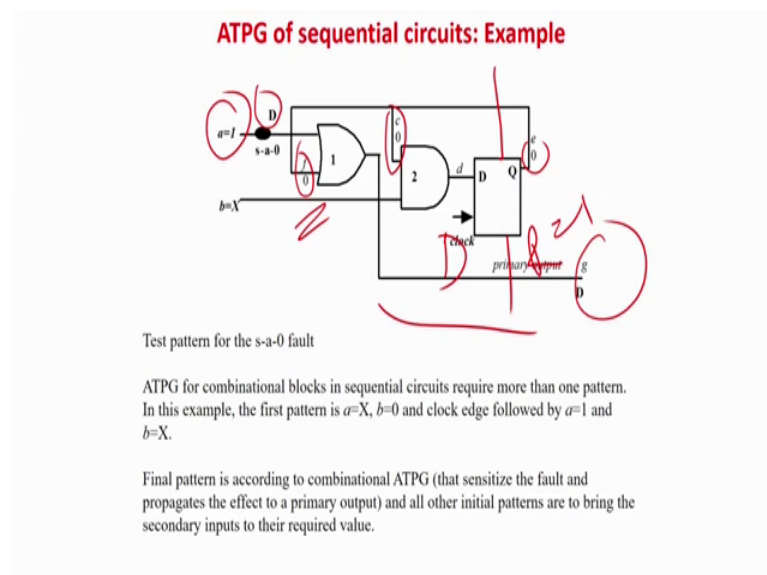 ATPG of sequential circuits: Example
D
a=1
s-a-0
1
c
0
f
0
b=X
2
d
D
Q
e
0
clock
primary output
g
D
D
Test pattern for the s-a-0 fault
ATPG for combinational blocks in sequential circuits require more than one pattern.
In this example, the first pattern is a=X, b=0 and clock edge followed by a=1 and
b=X.
Final pattern is according to combinational ATPG (that sensitize the fault and
propagates the effect to a primary output) and all other initial patterns are to bring the
secondary inputs to their required value.